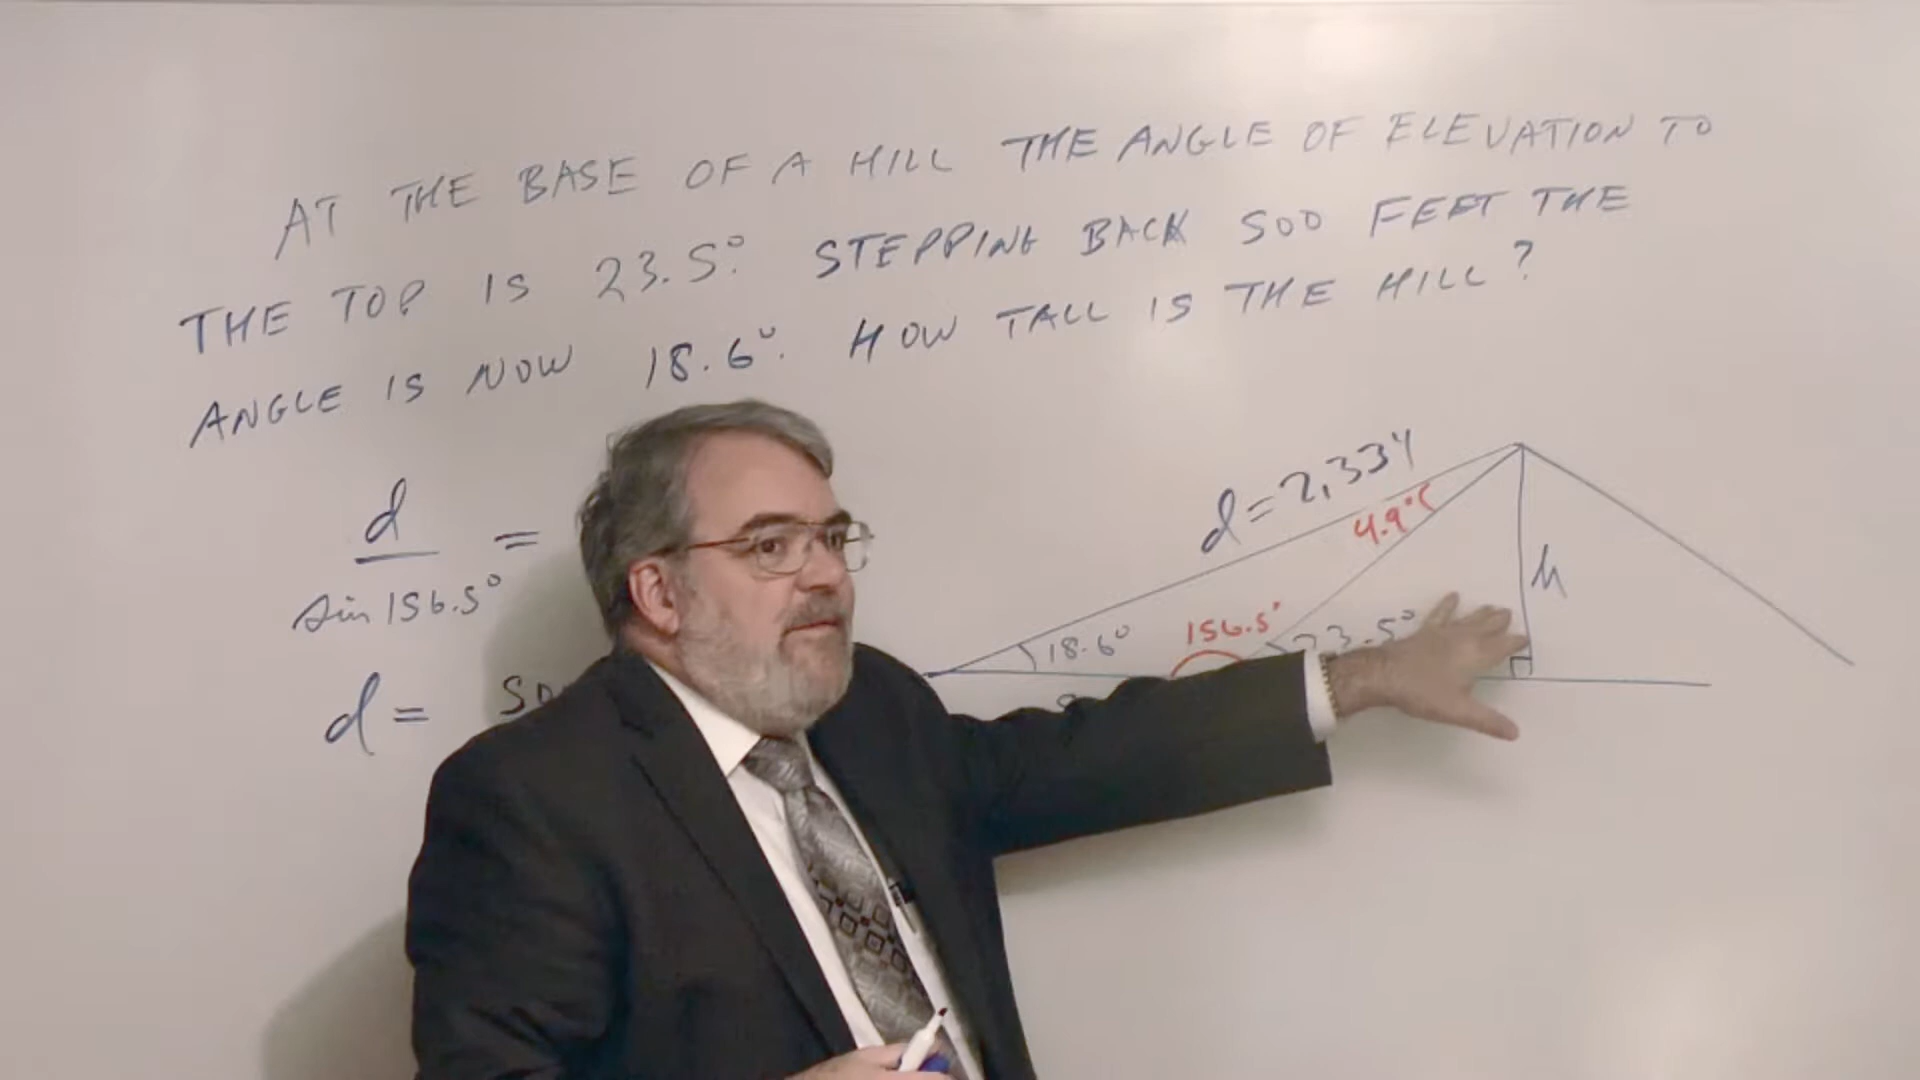 AT THE BASE OF A HILL THE ANGLE OF ELEVATION TO
THE TOP IS 23.5°. STEPPING BACK 500 FEET THE
ANGLE IS NOW 18.6°. HOW TALL IS THE HILL?
d
=
sin 156.5°
d =
d = 2,334
4.9°
h
18.6°
156.5°
23.5°